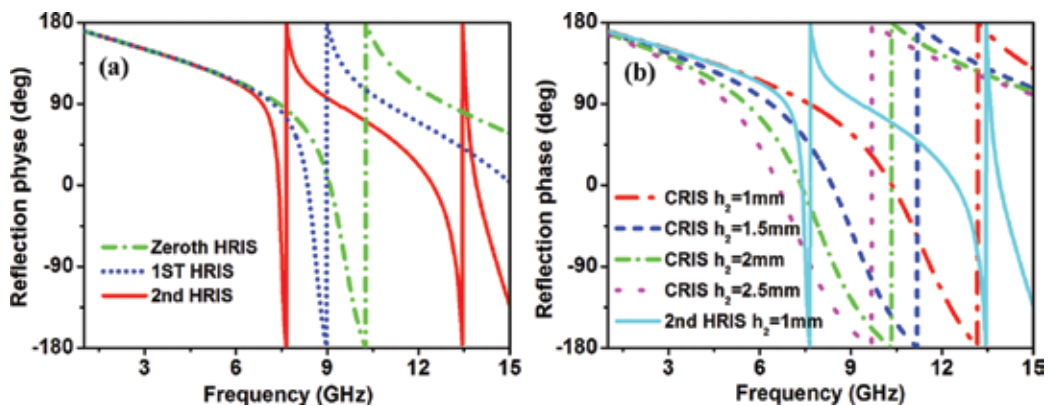 (a)
Reflection physe (deg)
180
90
0
-90
-180
Zeroth HRIS
1ST HRIS
2nd HRIS
3
6
9
12
15
Frequency (GHz)
(b)
Reflection phase (deg)
180
90
0
-90
-180
CRIS h₂=1mm
CRIS h₂=1.5mm
CRIS h₂=2mm
CRIS h₂=2.5mm
2nd HRIS h₂=1mm
3
6
9
12
15
Frequency (GHz)